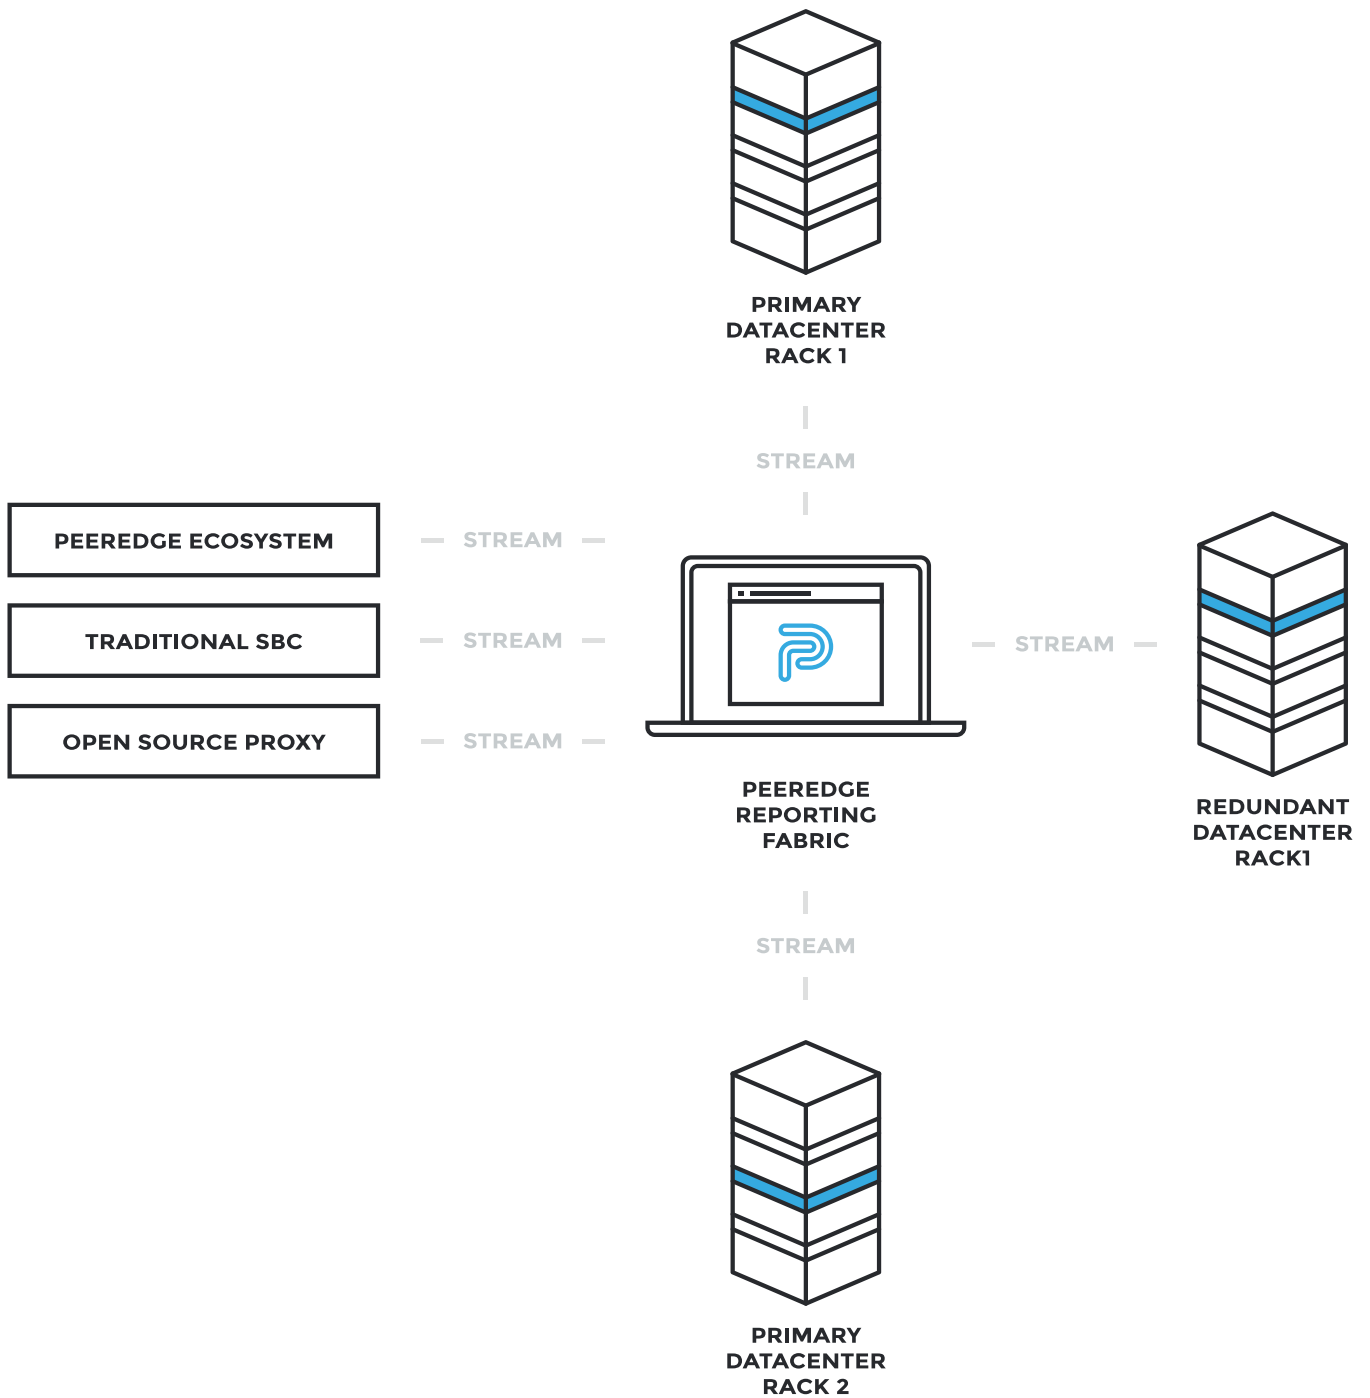 PRIMARY
DATACENTER
RACK 1
STREAM
PEEREDGE ECOSYSTEM
STREAM
TRADITIONAL SBC
STREAM
STREAM
OPEN SOURCE PROXY
STREAM
PEEREDGE
REPORTING
FABRIC
REDUNDANT
DATACENTER
RACK1
STREAM
PRIMARY
DATACENTER
RACK 2